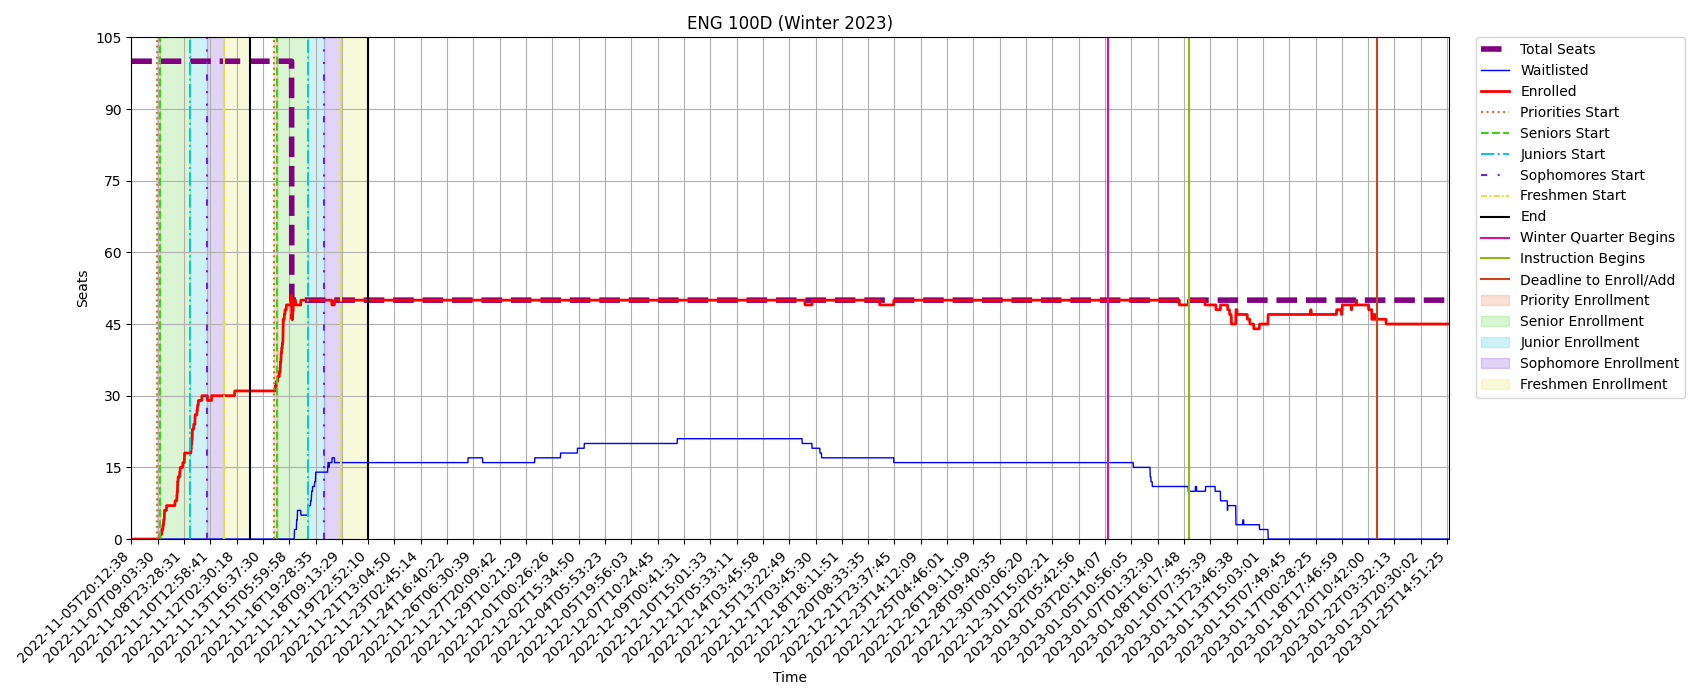 ENG 100D (Winter 2023)
105
90
75
60
45
30
15
0
Seats
2022-11-05T20:12:38
2022-11-07T09:03:30
2022-11-08T23:28:31
2022-11-10T12:58:41
2022-11-12T02:30:18
2022-11-13T16:37:30
2022-11-15T05:59:58
2022-11-16T19:28:35
2022-11-18T09:13:29
2022-11-19T22:52:10
2022-11-21T13:04:50
2022-11-23T02:45:14
2022-11-24T16:40:22
2022-11-26T06:30:39
2022-11-27T20:09:42
2022-11-29T10:21:29
2022-12-01T00:26:26
2022-12-02T15:34:50
2022-12-04T05:53:23
2022-12-05T19:56:03
2022-12-07T10:24:45
2022-12-09T00:41:31
2022-12-10T15:01:33
2022-12-12T05:33:11
2022-12-14T03:45:58
2022-12-15T13:22:49
2022-12-17T03:45:30
2022-12-18T18:11:51
2022-12-20T08:33:35
2022-12-21T23:37:45
2022-12-23T14:12:09
2022-12-25T04:46:01
2022-12-26T19:11:09
2022-12-28T09:40:35
2022-12-30T00:06:20
2022-12-31T15:02:21
2023-01-02T05:42:56
2023-01-03T20:14:07
2023-01-05T10:56:05
2023-01-07T01:32:30
2023-01-08T16:17:48
2023-01-10T07:35:39
2023-01-11T23:46:38
2023-01-13T15:03:01
2023-01-15T07:49:45
2023-01-17T00:28:25
2023-01-18T17:46:59
2023-01-20T10:42:00
2023-01-22T03:32:13
2023-01-23T20:30:02
2023-01-25T14:51:25
Time
Total Seats
Waitlisted
Enrolled
Priorities Start
Seniors Start
Juniors Start
Sophomores Start
Freshmen Start
End
Winter Quarter Begins
Instruction Begins
Deadline to Enroll/Add
Priority Enrollment
Senior Enrollment
Junior Enrollment
Sophomore Enrollment
Freshmen Enrollment